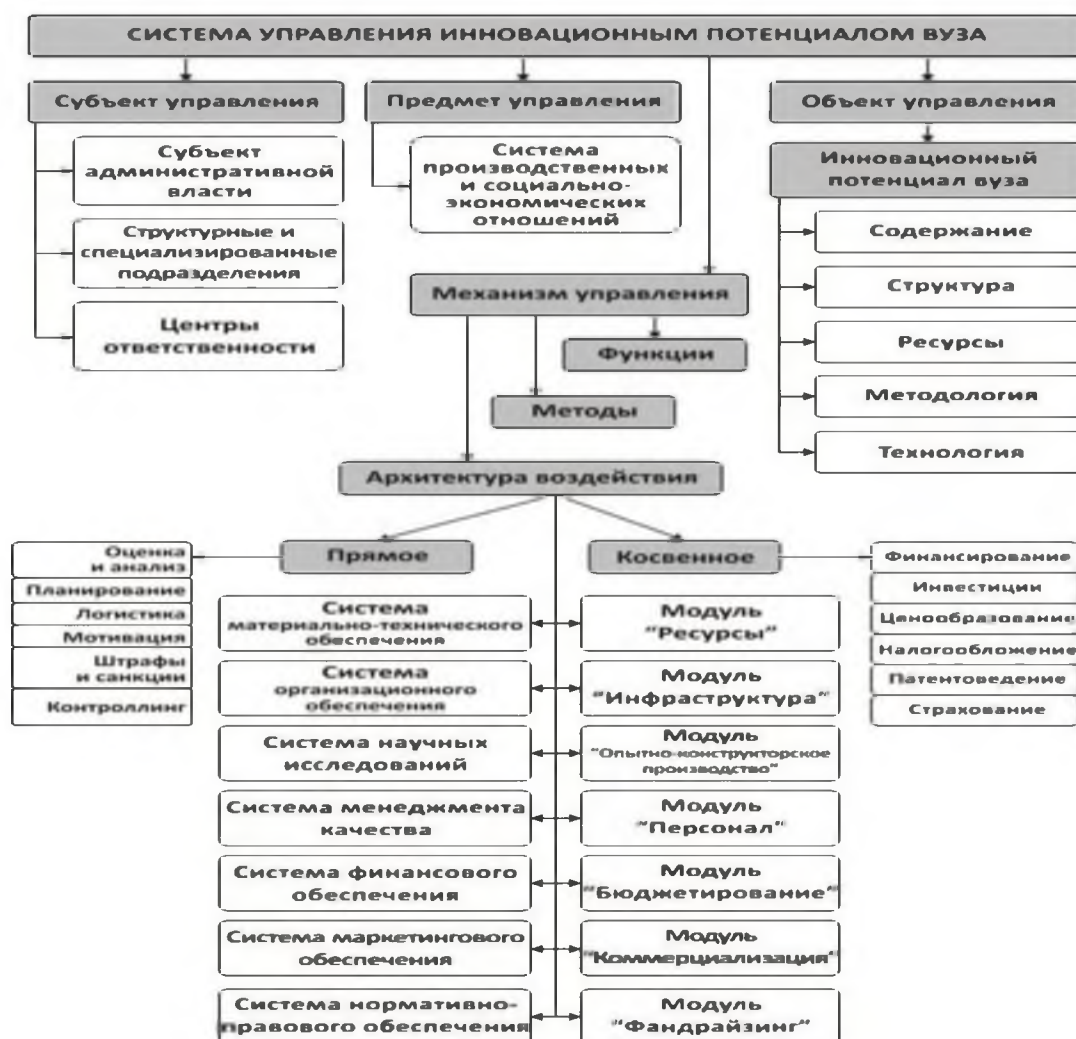 СИСТЕМА УПРАВЛЕНИЯ ИННОВАЦИОННЫМ ПОТЕНЦИАЛОМ ВУЗА
Субъект управления
Предмет управления
Объект управления
Субъект
административной
власти
Структурные и
специализированные
подразделения
Центры
ответственности
Система
производственных
и социально-
экономических
отношений
Инновационный
потенциал вуза
Содержание
Структура
Ресурсы
Методология
Технология
Механизм управления
Функции
Методы
Архитектура воздействия
Прямое
Косвенное
Оценка
и анализ
Планирование
Логистика
Мотивация
Штрафы
и санкции
Контроллинг
Финансирование
Инвестиции
Ценообразование
Налогообложение
Патентоведение
Страхование
Система
материально-технического
обеспечения
Модуль
"Ресурсы"
Система
организационного
обеспечения
Модуль
"Инфраструктура"
Система научных
исследований
Модуль
"Опытно-конструкторское
производство"
Система менеджмента
качества
Модуль
"Персонал"
Система финансового
обеспечения
Модуль
"Бюджетирование"
Система маркетингового
обеспечения
Модуль
"Коммерциализация"
Система нормативно-
правового обеспечения
Модуль
"Фандрайзинг"